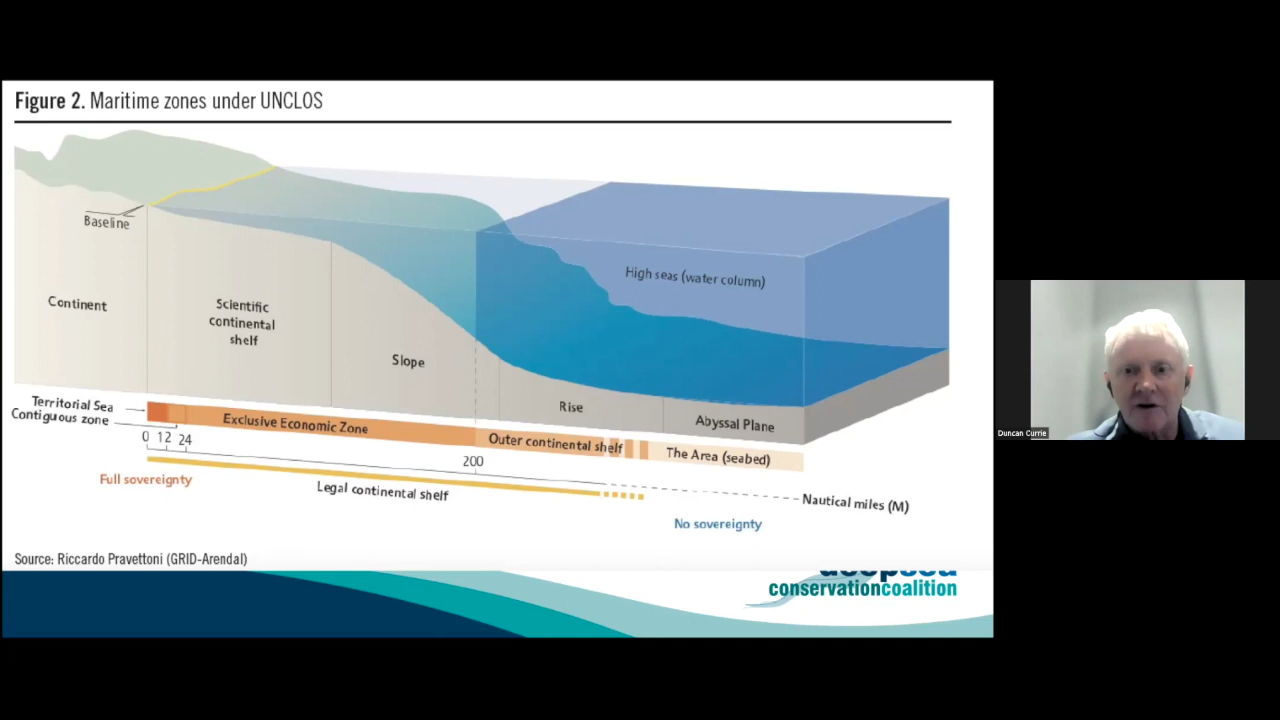 Figure 2. Maritime zones under UNCLOS
Baseline
High seas (water column)
Continent
Scientific
continental
shelf
Slope
Rise
Abyssal Plane
Territorial Sea
Contiguous zone
Exclusive Economic Zone
Outer continental shelf
The Area (seabed)
0 12 24
200
Full sovereignty
Legal continental shelf
Nautical miles (M)
No sovereignty
Source: Riccardo Pravettoni (GRID-Arendal)
deepsea
conservationcoalition
Duncan Currie